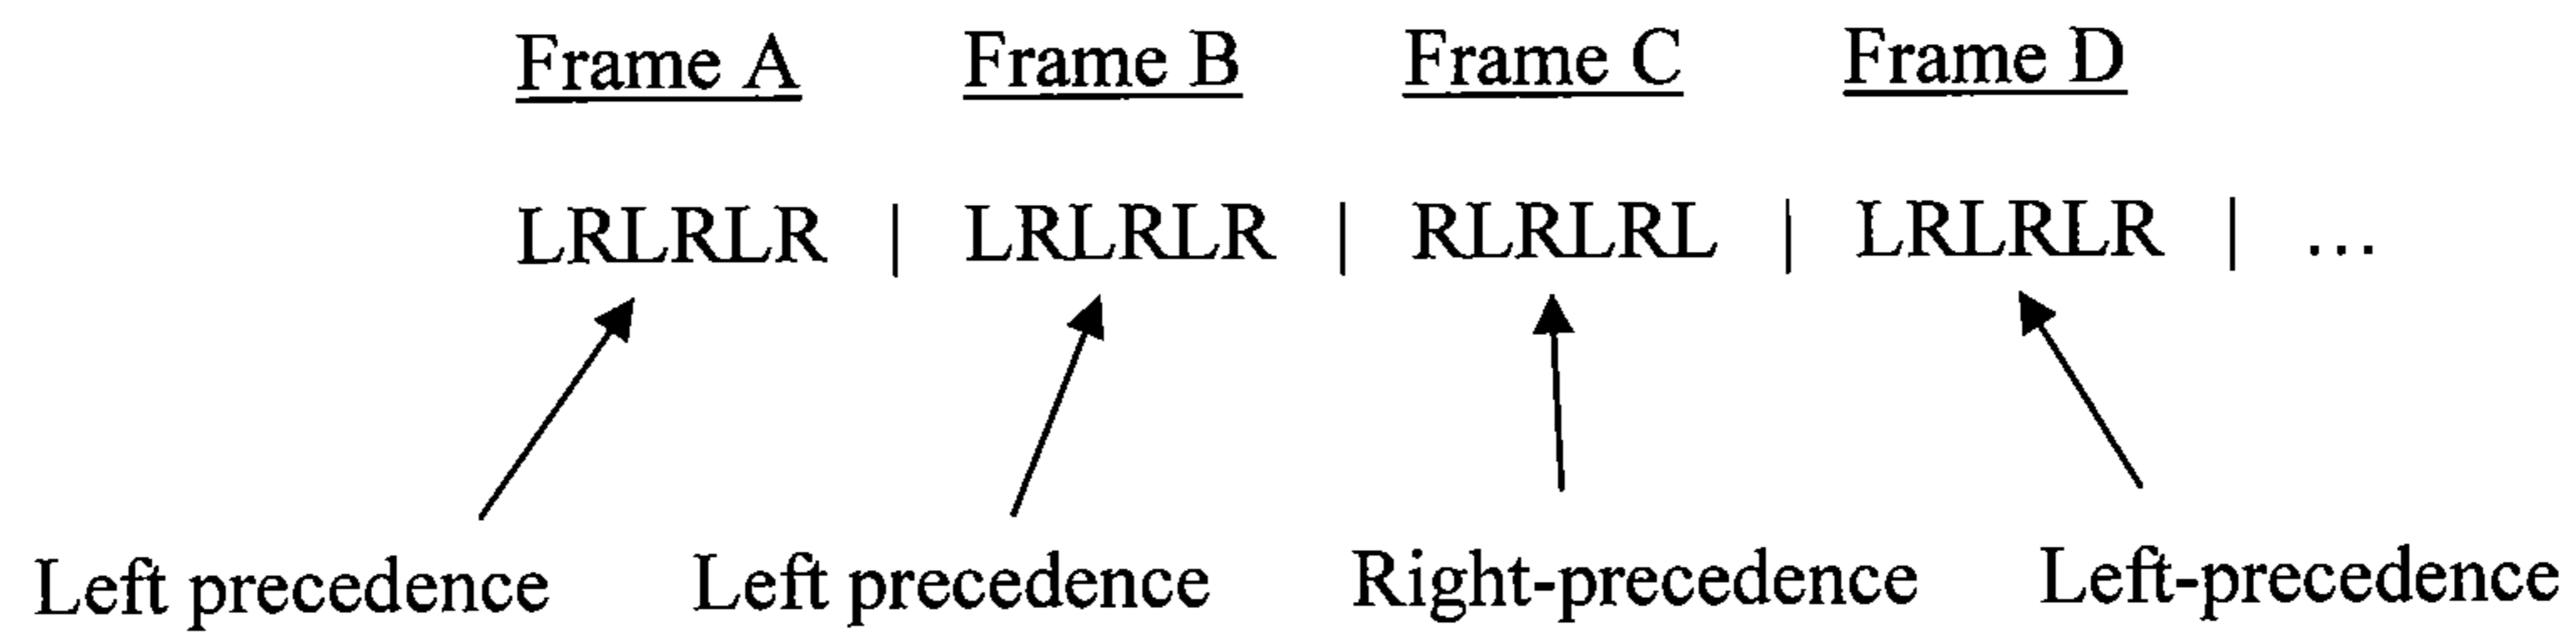 Frame A Frame B Frame C Frame D
LRLRLR | LRLRLR | RLRLRL | LRLRLR | ...
Left precedence Left precedence Right-precedence Left-precedence